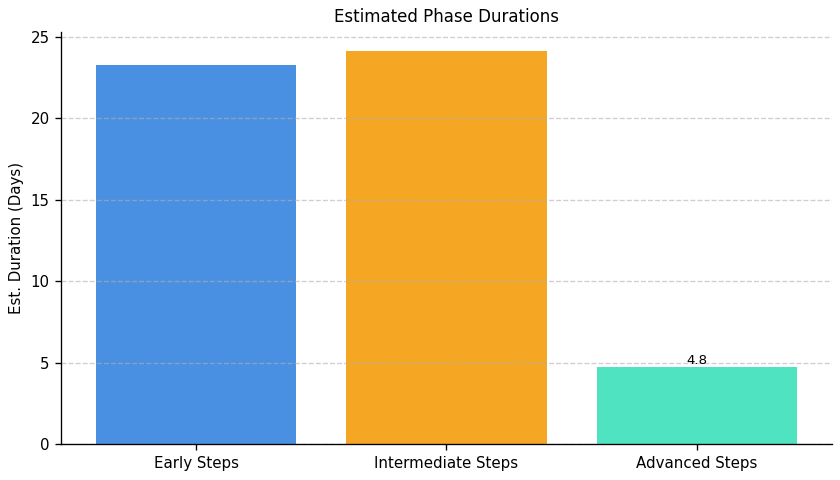 Estimated Phase Durations
Est. Duration (Days)
25
20
15
10
5
0
4.8
Early Steps
Intermediate Steps
Advanced Steps